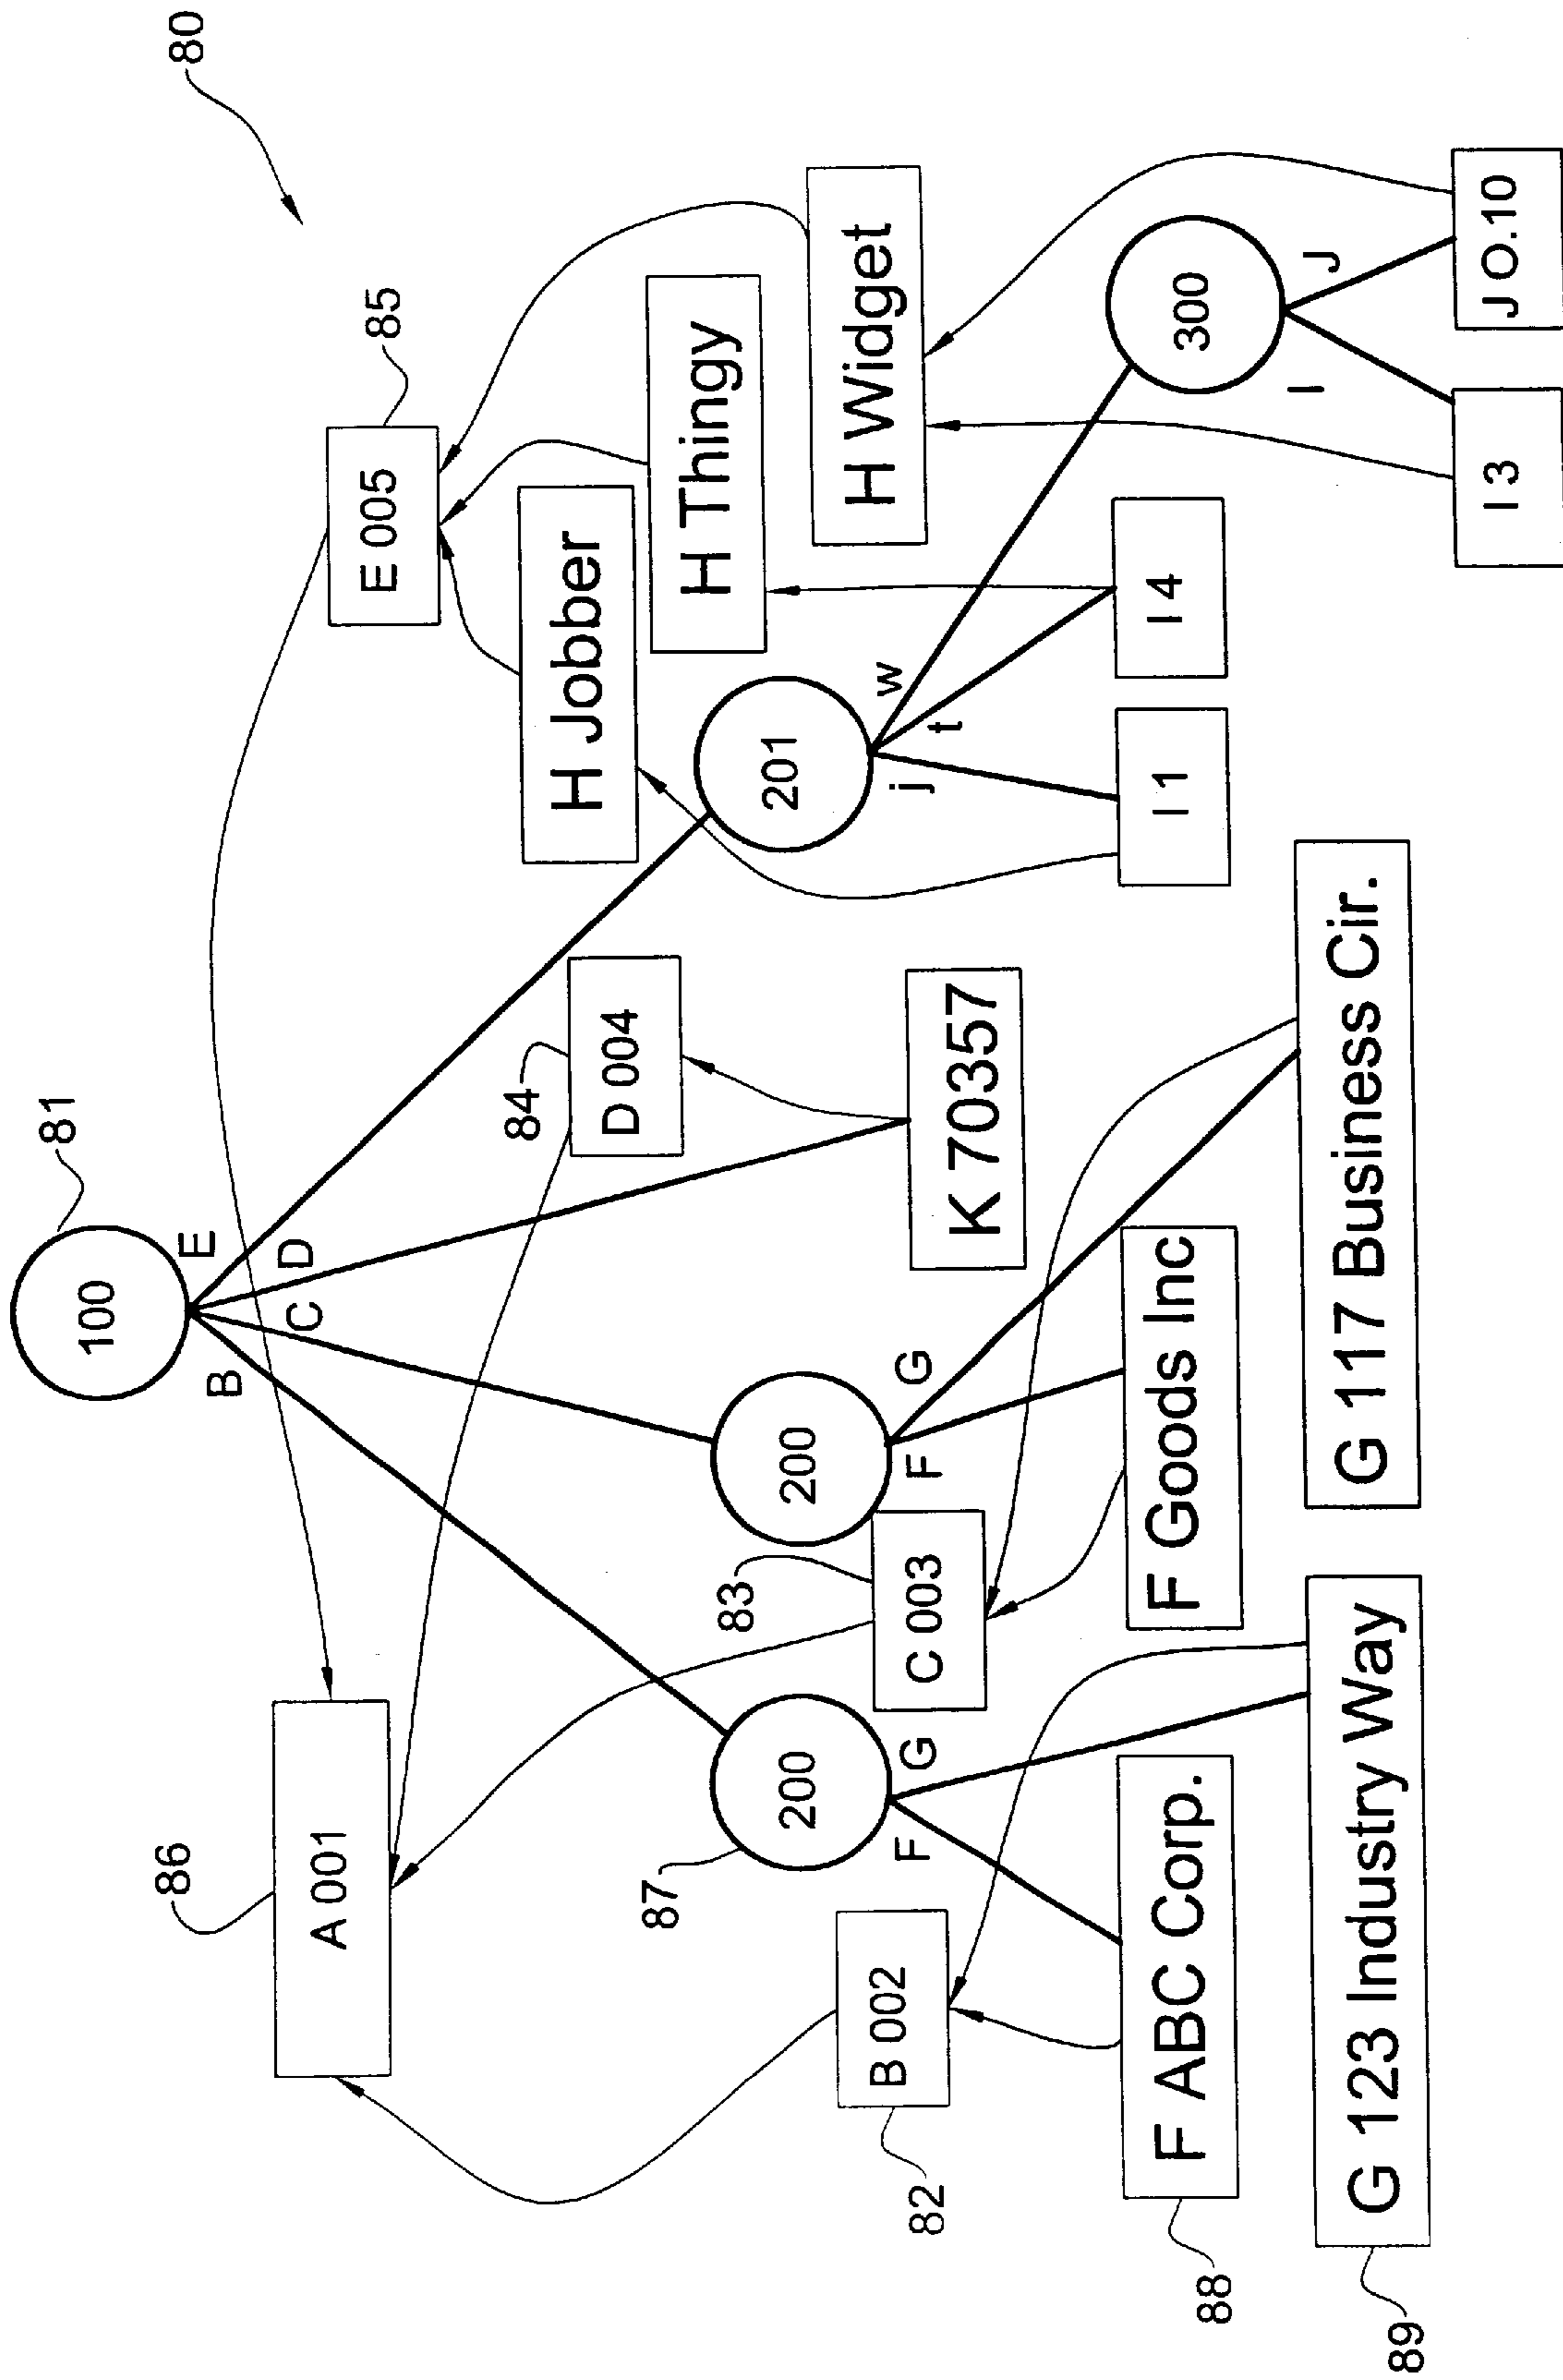 80
81
100
B
C
D
E
86
A 001
E 005
85
84
D 004
H Jobber
H Thingy
H Widget
87
200
F
G
83
C 003
200
F
G
201
j
t
w
300
I
J
82
B 002
K 70357
I 1
I 4
I 3
J O.10
88
F ABC Corp.
F Goods Inc
89
G 123 Industry Way
G 117 Business Cir.